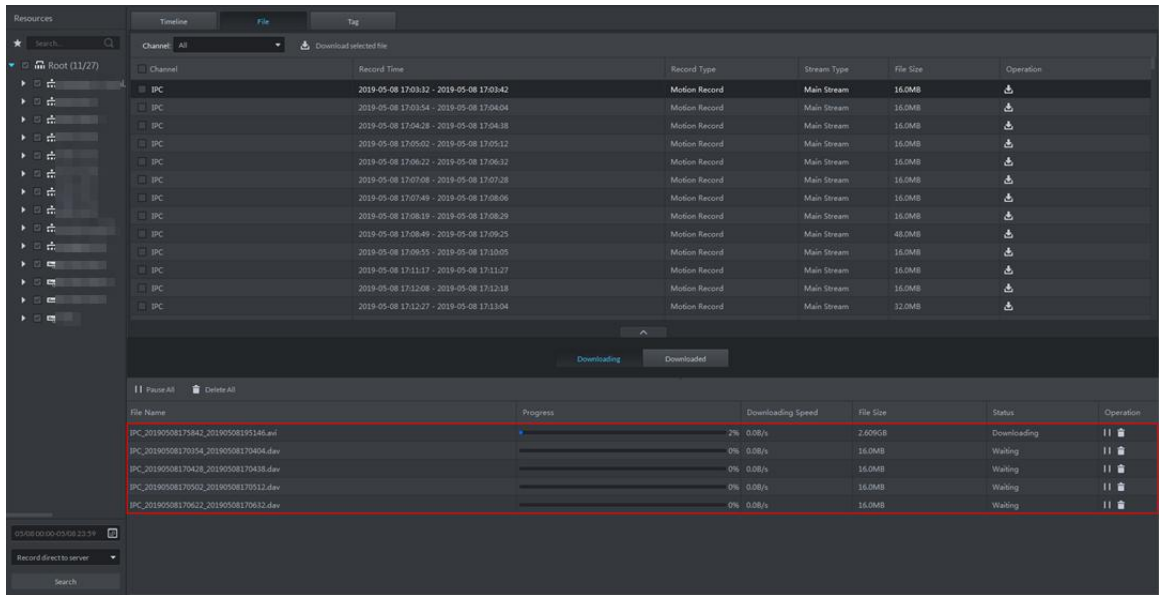 Resources
Search..
Root (11/27)
05/08 00:00-05/08 23:59
Record direct to server
Search
Timeline File Tag
Channel: All Download selected file
Channel Record Time Record Type Stream Type File Size Operation
IPC 2019-05-08 17:03:32 - 2019-05-08 17:03:42 Motion Record Main Stream 16.0MB
IPC 2019-05-08 17:03:54 - 2019-05-08 17:04:04 Motion Record Main Stream 16.0MB
IPC 2019-05-08 17:04:28 - 2019-05-08 17:04:38 Motion Record Main Stream 16.0MB
IPC 2019-05-08 17:05:02 - 2019-05-08 17:05:12 Motion Record Main Stream 16.0MB
IPC 2019-05-08 17:06:22 - 2019-05-08 17:06:32 Motion Record Main Stream 16.0MB
IPC 2019-05-08 17:07:08 - 2019-05-08 17:07:28 Motion Record Main Stream 16.0MB
IPC 2019-05-08 17:07:49 - 2019-05-08 17:08:06 Motion Record Main Stream 16.0MB
IPC 2019-05-08 17:08:19 - 2019-05-08 17:08:29 Motion Record Main Stream 16.0MB
IPC 2019-05-08 17:08:49 - 2019-05-08 17:09:25 Motion Record Main Stream 48.0MB
IPC 2019-05-08 17:09:55 - 2019-05-08 17:10:05 Motion Record Main Stream 16.0MB
IPC 2019-05-08 17:11:17 - 2019-05-08 17:11:27 Motion Record Main Stream 16.0MB
IPC 2019-05-08 17:12:08 - 2019-05-08 17:12:18 Motion Record Main Stream 16.0MB
IPC 2019-05-08 17:12:27 - 2019-05-08 17:13:04 Motion Record Main Stream 32.0MB
Downloading Downloaded
Pause All Delete All
File Name Progress Downloading Speed File Size Status Operation
IPC_20190508175842_20190508195146.avi 2% 0.0B/s 2.609GB Downloading
IPC_20190508170354_20190508170404.dav 0% 0.0B/s 16.0MB Waiting
IPC_20190508170428_20190508170438.dav 0% 0.0B/s 16.0MB Waiting
IPC_20190508170502_20190508170512.dav 0% 0.0B/s 16.0MB Waiting
IPC_20190508170622_20190508170632.dav 0% 0.0B/s 16.0MB Waiting